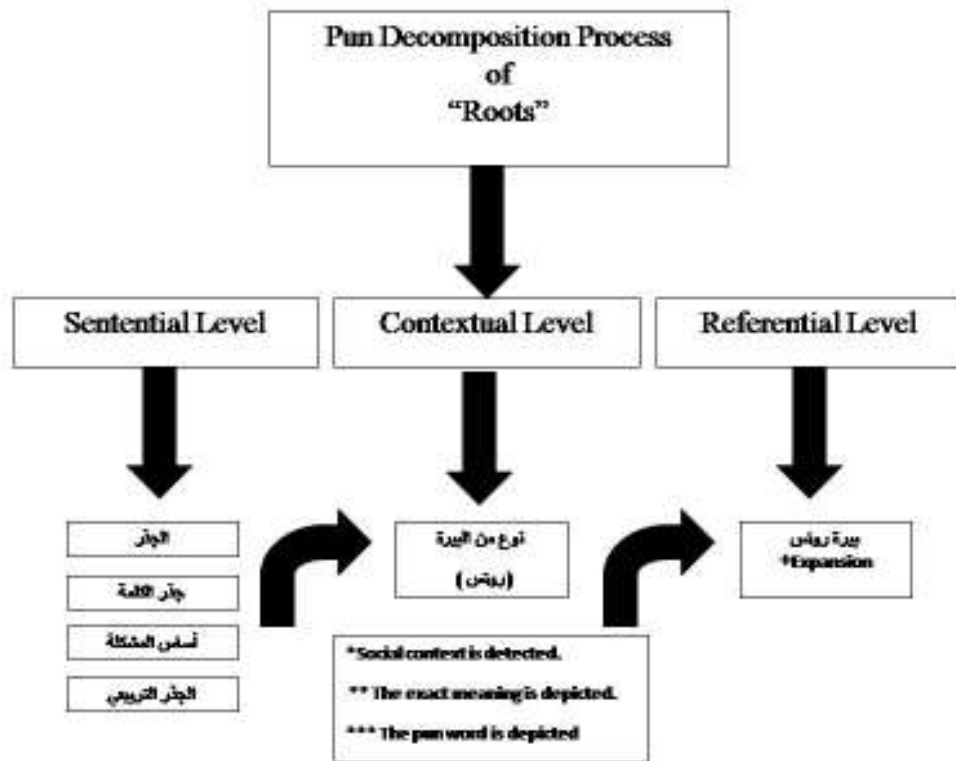 Pun Decomposition Process
of
“Roots”
Sentential Level
Contextual Level
Referential Level
الجذر
جذر الكلمة
أساس المشكلة
الجذر التربيعي
نوع من البيرة
(روتس)
بيرة روتس
*Expansion
*Social context is detected.
** The exact meaning is depicted.
*** The pun word is depicted